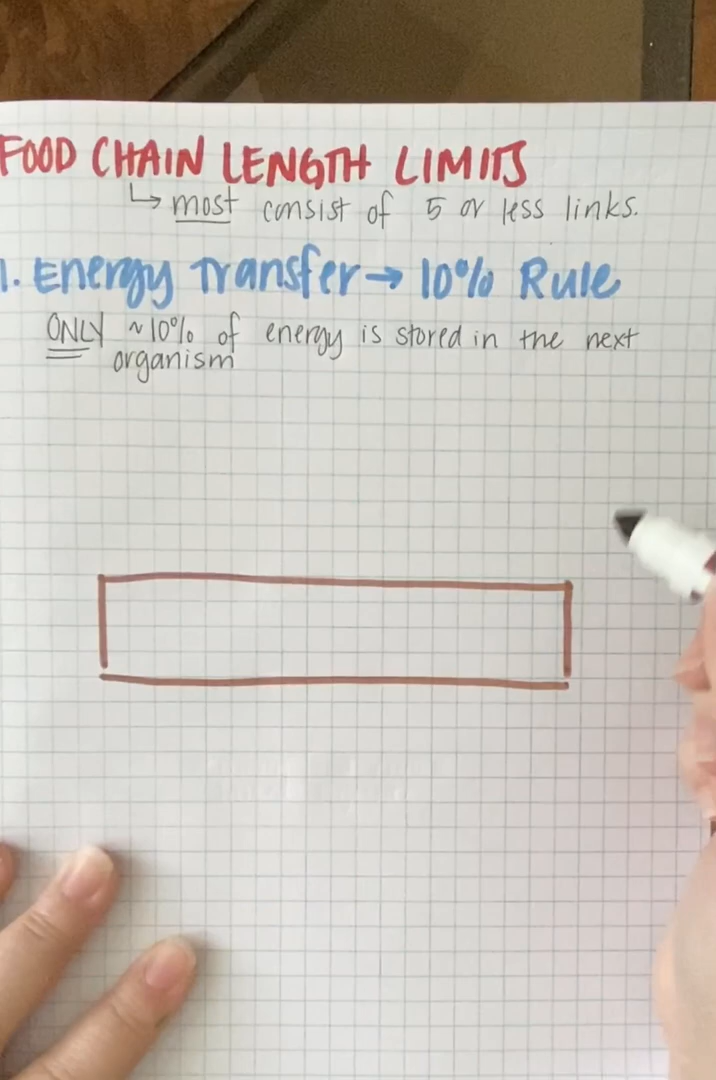 FOOD CHAIN LENGTH LIMITS
↳ most consist of 5 or less links.
1. Energy Transfer → 10% Rule
ONLY ~10% of energy is stored in the next
organism